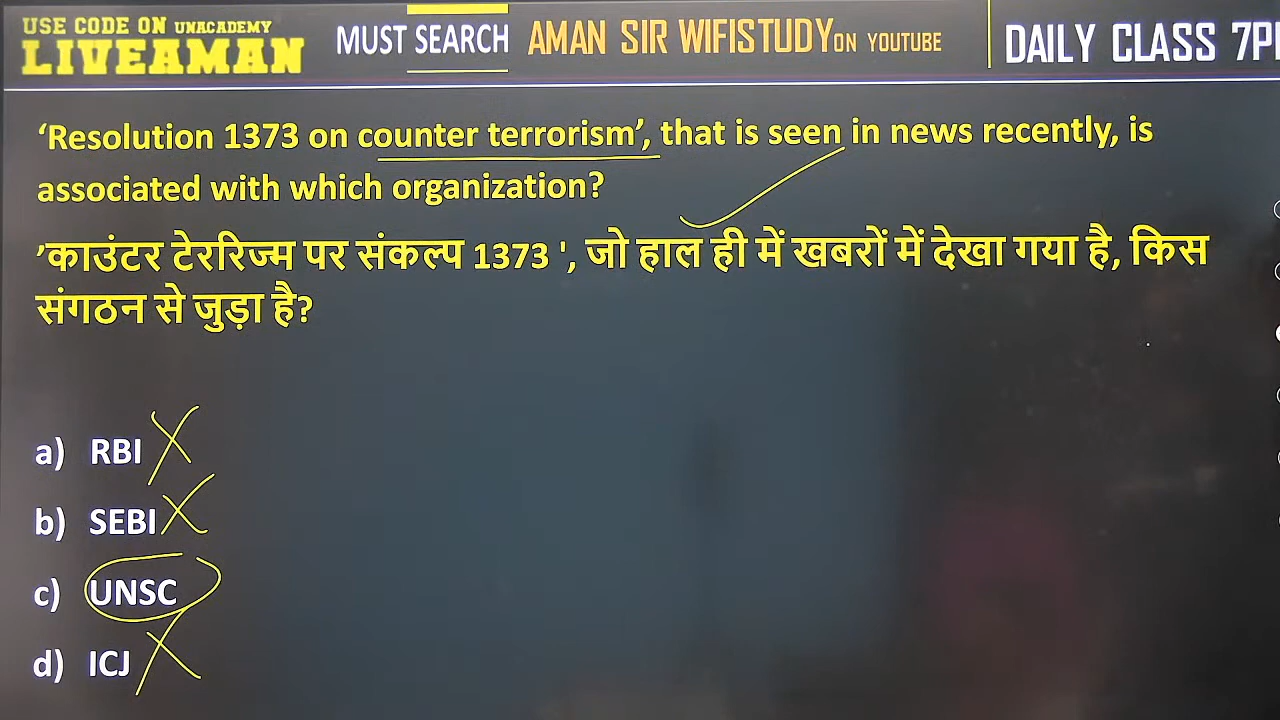 USE CODE ON UNACADEMY
LIVEAMAN
MUST SEARCH AMAN SIR WIFISTUDY ON YOUTUBE
DAILY CLASS 7P
‘Resolution 1373 on counter terrorism’, that is seen in news recently, is
associated with which organization?
’काउंटर टेररिज्म पर संकल्प 1373 ', जो हाल ही में खबरों में देखा गया है, किस
संगठन से जुड़ा है?
a) RBI
b) SEBI
c) UNSC
d) ICJ